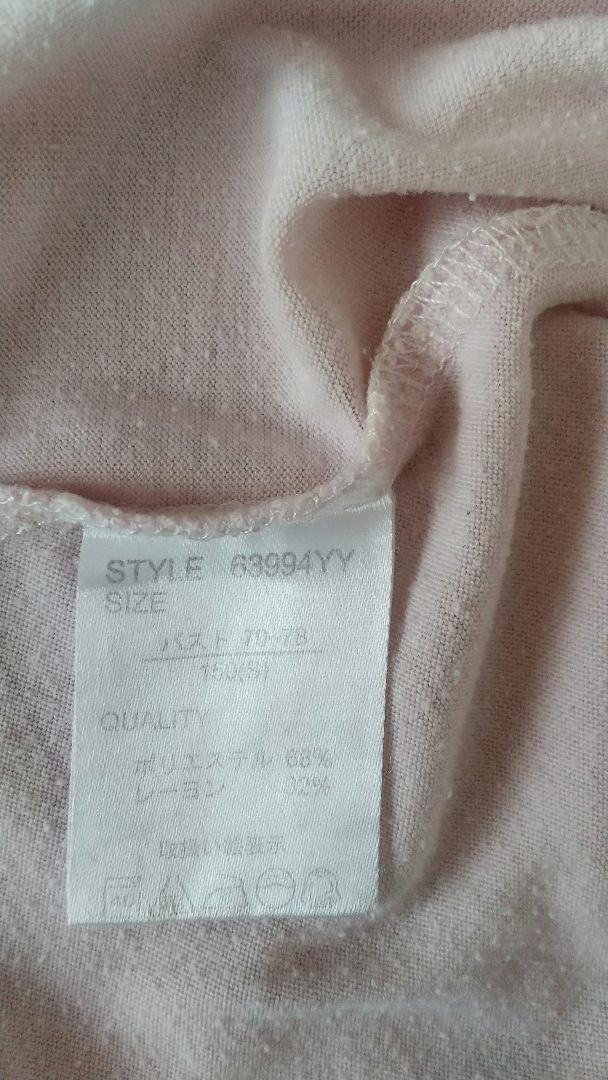 STYLE 63994YY
SIZE
バスト 70~78
150(S)
QUALITY
ポリエステル 68%
レーヨン 32%
取扱い絵表示
40